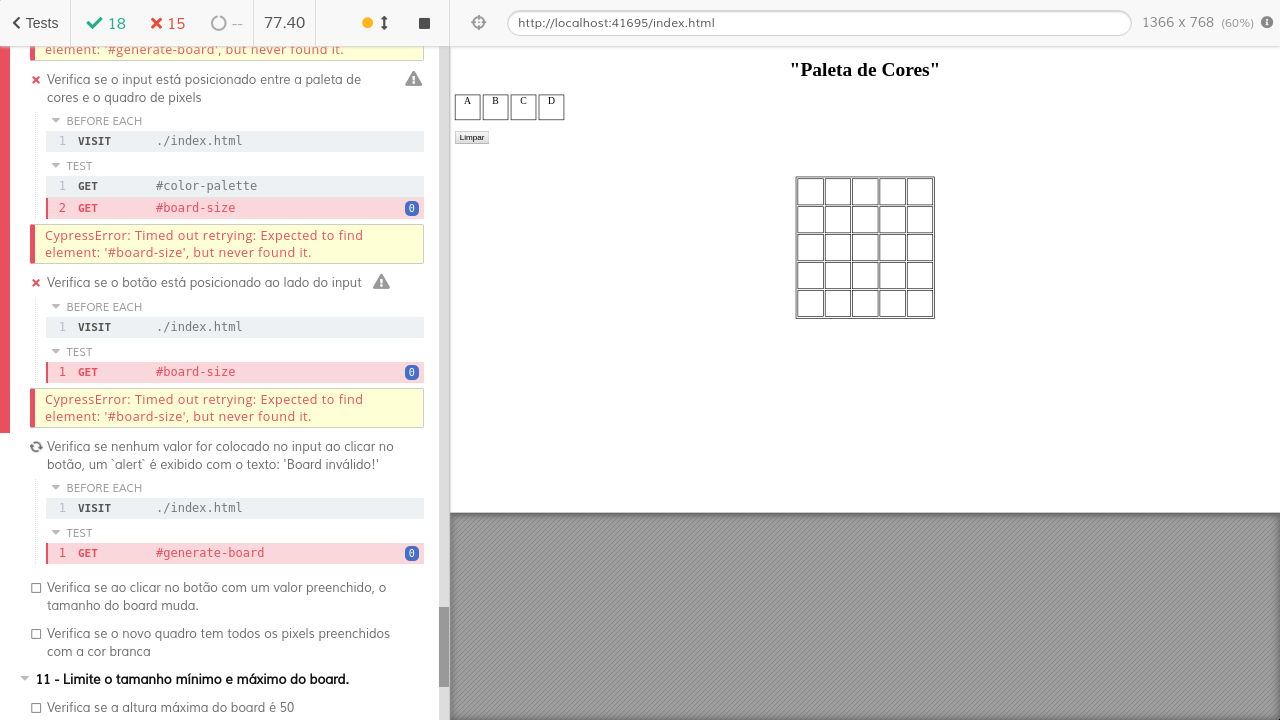 Tests
18
15
--
77.40
http://localhost:41695/index.html
1366 x 768 (60%)
element: '#generate-board', but never found it.
Verifica se o input está posicionado entre a paleta de
cores e o quadro de pixels
BEFORE EACH
1 VISIT ./index.html
TEST
1 GET #color-palette
2 GET #board-size 0
CypressError: Timed out retrying: Expected to find
element: '#board-size', but never found it.
Verifica se o botão está posicionado ao lado do input
BEFORE EACH
1 VISIT ./index.html
TEST
1 GET #board-size 0
CypressError: Timed out retrying: Expected to find
element: '#board-size', but never found it.
Verifica se nenhum valor for colocado no input ao clicar no
botão, um `alert` é exibido com o texto: 'Board inválido!'
BEFORE EACH
1 VISIT ./index.html
TEST
1 GET #generate-board 0
Verifica se ao clicar no botão com um valor preenchido, o
tamanho do board muda.
Verifica se o novo quadro tem todos os pixels preenchidos
com a cor branca
11 - Limite o tamanho mínimo e máximo do board.
Verifica se a altura máxima do board é 50
"Paleta de Cores"
A B C D
Limpar